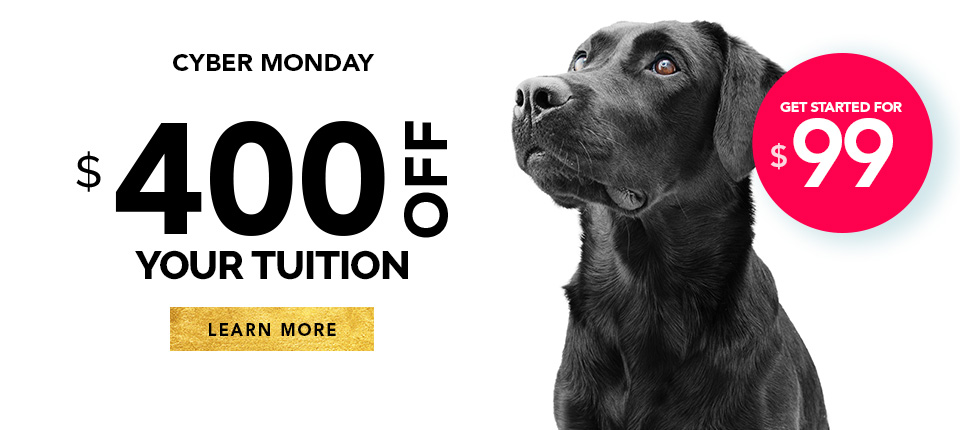 CYBER MONDAY
$400 OFF
YOUR TUITION
LEARN MORE
GET STARTED FOR
$99